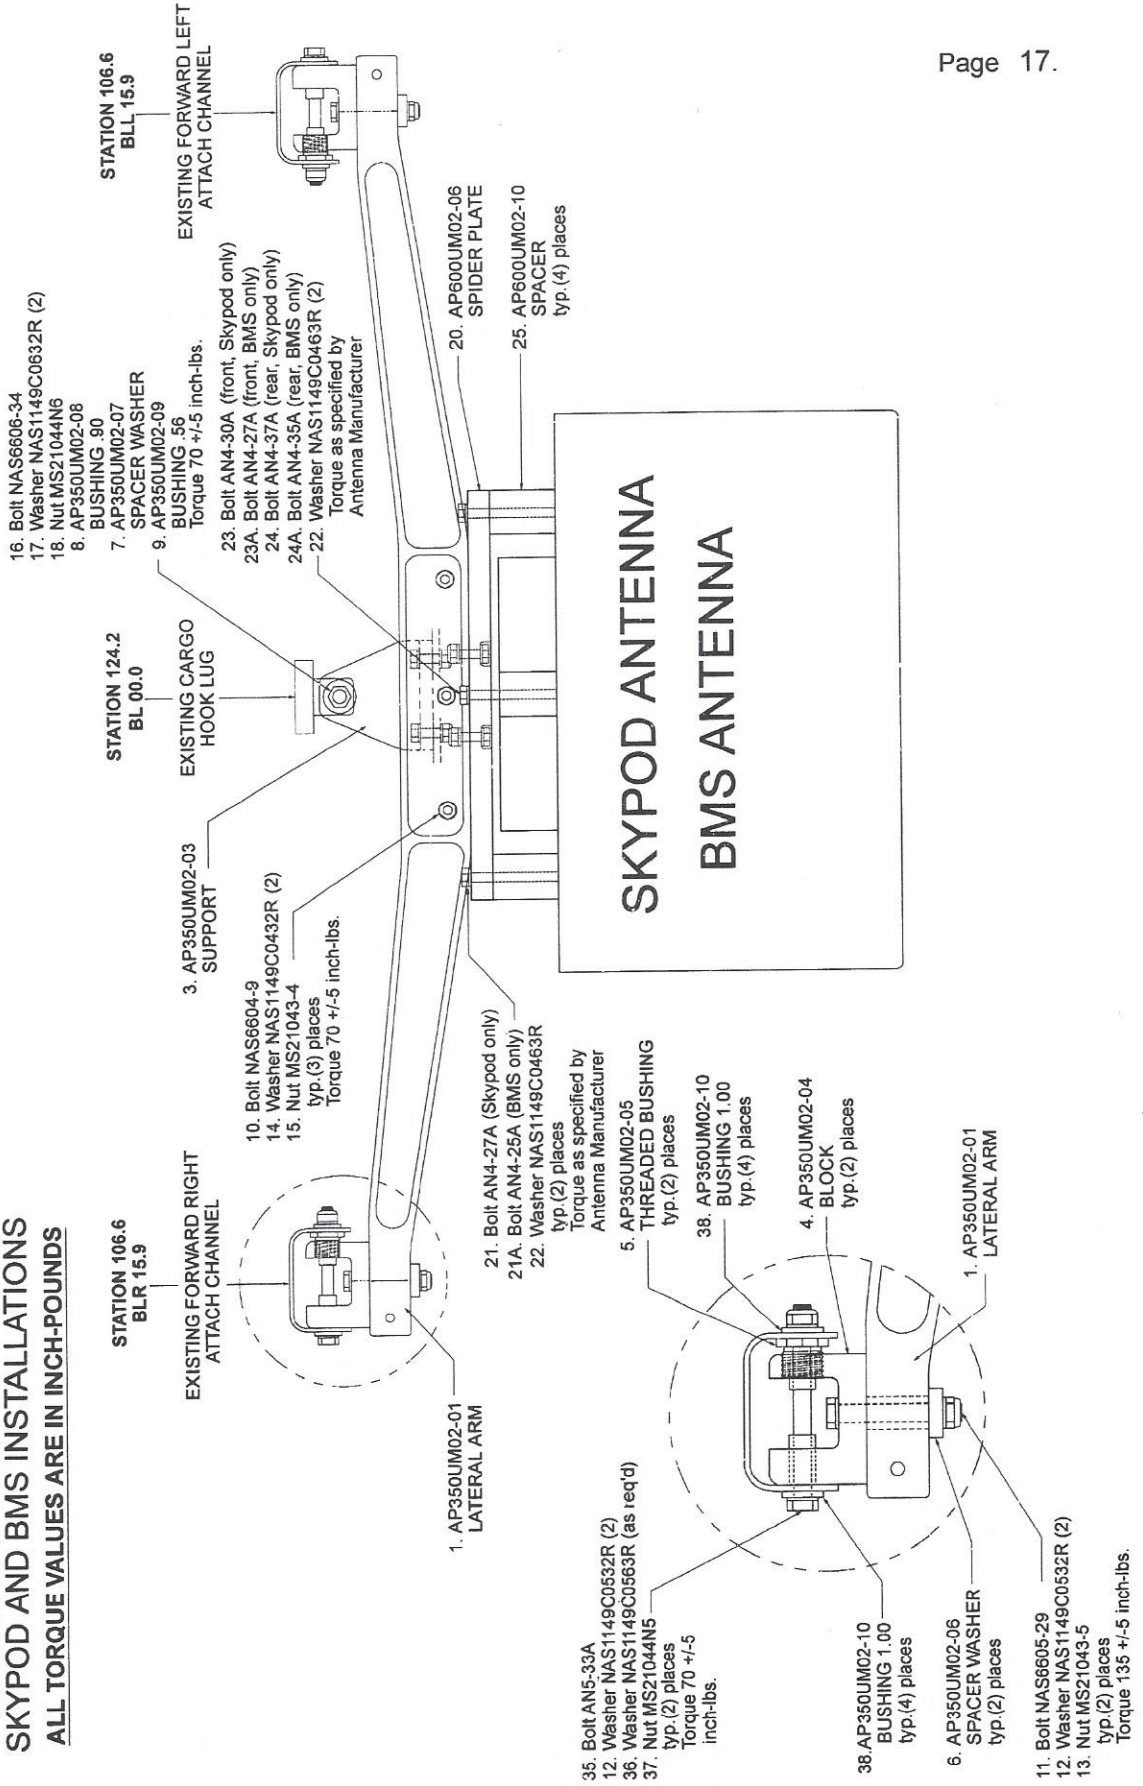 SKYPOD AND BMS INSTALLATIONS
ALL TORQUE VALUES ARE IN INCH-POUNDS
STATION 106.6
BLR 15.9
EXISTING FORWARD RIGHT
ATTACH CHANNEL
STATION 124.2
BL 00.0
EXISTING CARGO
HOOK LUG
STATION 106.6
BLL 15.9
EXISTING FORWARD LEFT
ATTACH CHANNEL
16. Bolt NAS6606-34
17. Washer NAS1149C0632R (2)
18. Nut MS21044N6
8. AP350UM02-08
BUSHING .90
7. AP350UM02-07
SPACER WASHER
9. AP350UM02-09
BUSHING .56
Torque 70 +/-5 inch-lbs.
23. Bolt AN4-30A (front, Skypod only)
23A. Bolt AN4-27A (front, BMS only)
24. Bolt AN4-37A (rear, Skypod only)
24A. Bolt AN4-35A (rear, BMS only)
22. Washer NAS1149C0463R (2)
Torque as specified by
Antenna Manufacturer
3. AP350UM02-03
SUPPORT
10. Bolt NAS6604-9
14. Washer NAS1149C0432R (2)
15. Nut MS21043-4
typ.(3) places
Torque 70 +/-5 inch-lbs.
1. AP350UM02-01
LATERAL ARM
20. AP600UM02-06
SPIDER PLATE
25. AP600UM02-10
SPACER
typ.(4) places
21. Bolt AN4-27A (Skypod only)
21A. Bolt AN4-25A (BMS only)
22. Washer NAS1149C0463R
typ.(2) places
Torque as specified by
Antenna Manufacturer
SKYPOD ANTENNA
BMS ANTENNA
5. AP350UM02-05
THREADED BUSHING
typ.(2) places
38. AP350UM02-10
BUSHING 1.00
typ.(4) places
4. AP350UM02-04
BLOCK
typ.(2) places
1. AP350UM02-01
LATERAL ARM
35. Bolt AN5-33A
12. Washer NAS1149C0532R (2)
36. Washer NAS1149C0563R (as req'd)
37. Nut MS21044N5
typ.(2) places
Torque 70 +/-5
inch-lbs.
38.AP350UM02-10
BUSHING 1.00
typ.(4) places
6. AP350UM02-06
SPACER WASHER
typ.(2) places
11. Bolt NAS6605-29
12. Washer NAS1149C0532R (2)
13. Nut MS21043-5
typ.(2) places
Torque 135 +/-5 inch-lbs.
Page 17.